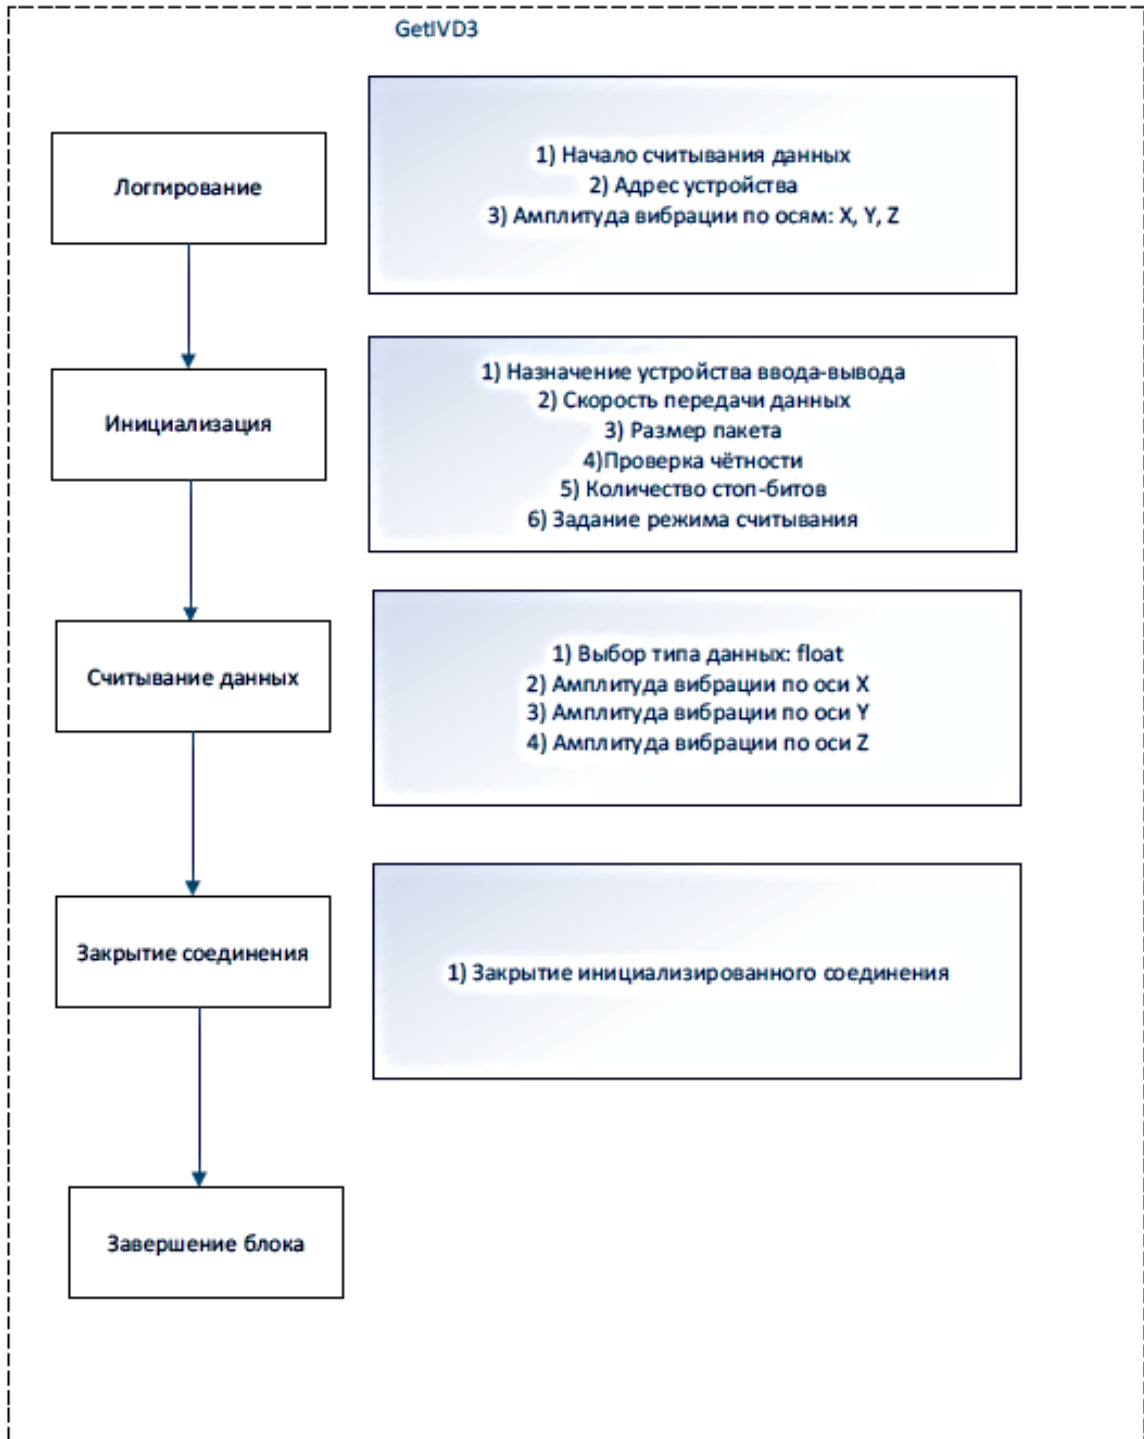 GetIVD3
Логгирование
1) Начало считывания данных
2) Адрес устройства
3) Амплитуда вибрации по осям: X, Y, Z
Инициализация
1) Назначение устройства ввода-вывода
2) Скорость передачи данных
3) Размер пакета
4)Проверка чётности
5) Количество стоп-битов
6) Задание режима считывания
Считывание данных
1) Выбор типа данных: float
2) Амплитуда вибрации по оси X
3) Амплитуда вибрации по оси Y
4) Амплитуда вибрации по оси Z
Закрытие соединения
1) Закрытие инициализированного соединения
Завершение блока